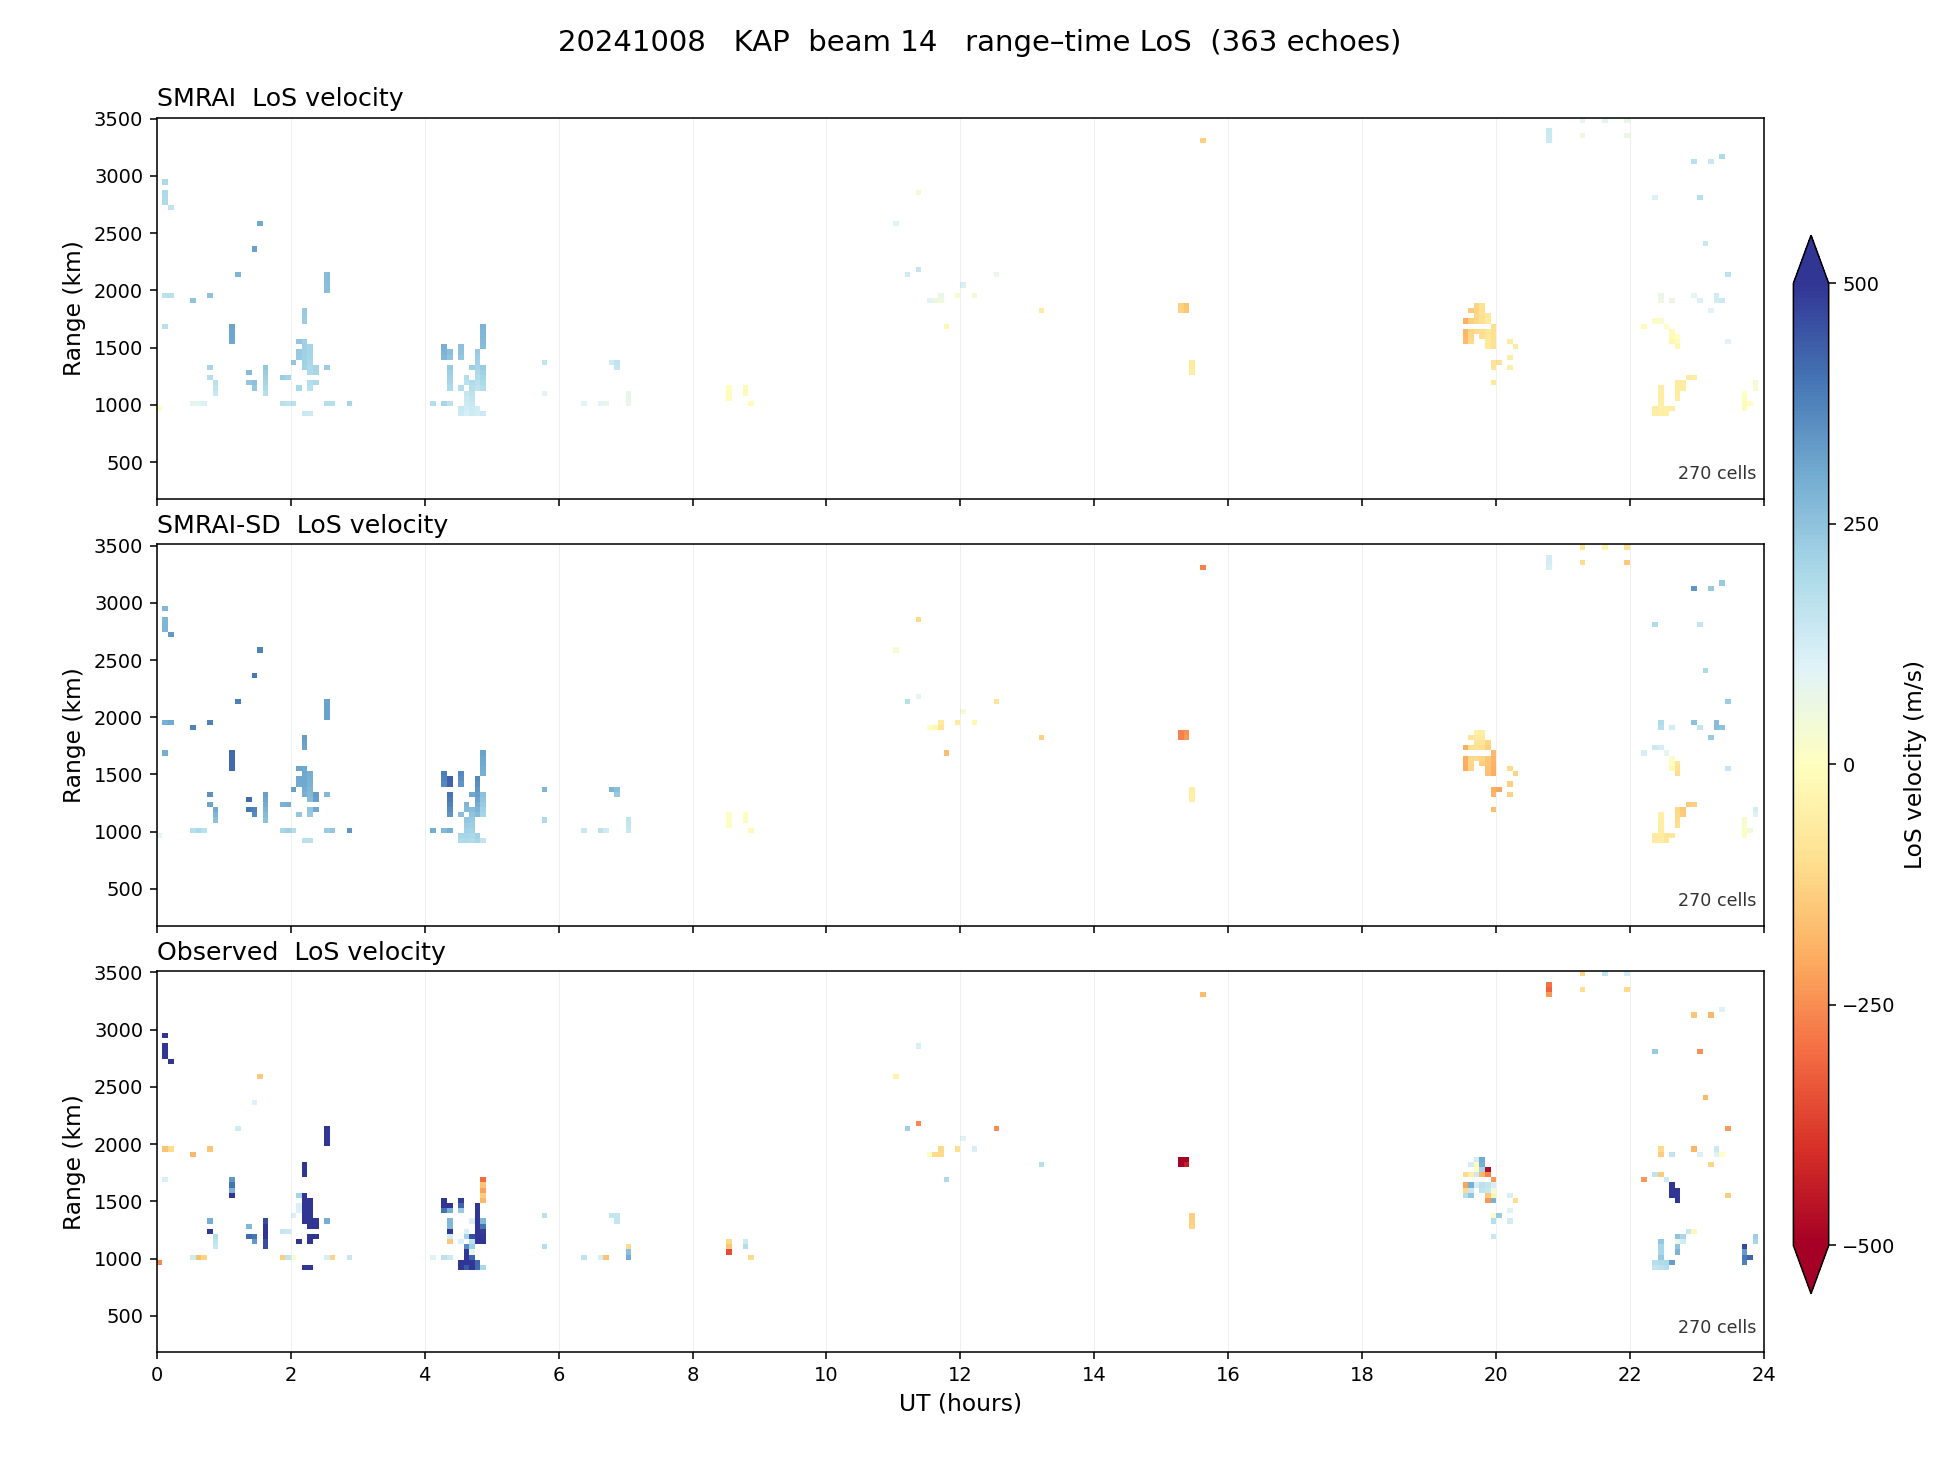 20241008   KAP  beam 14   range–time LoS  (363 echoes)
SMRAI  LoS velocity
3500
3000
2500
2000
1500
1000
500
Range (km)
270 cells
SMRAI-SD  LoS velocity
3500
3000
2500
2000
1500
1000
500
Range (km)
270 cells
Observed  LoS velocity
3500
3000
2500
2000
1500
1000
500
Range (km)
270 cells
0 2 4 6 8 10 12 14 16 18 20 22 24
UT (hours)
500
250
0
−250
−500
LoS velocity (m/s)